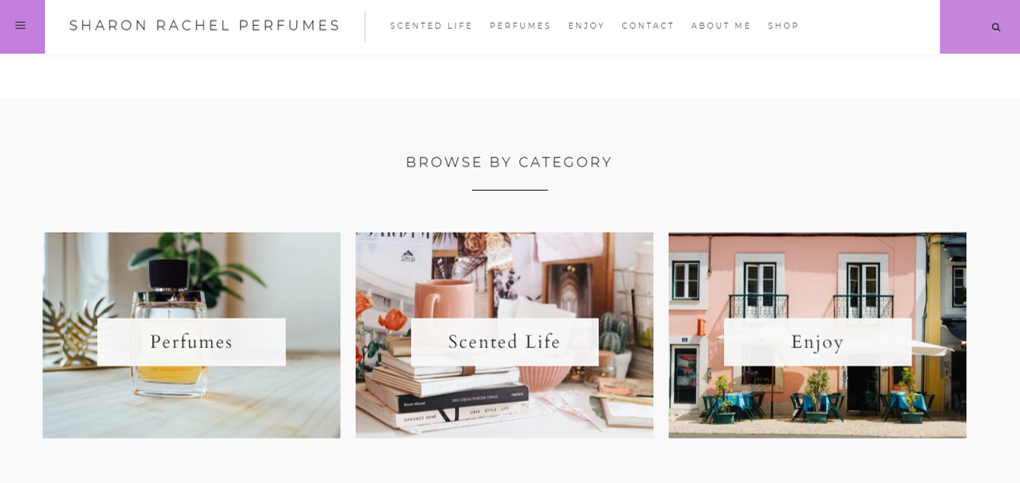 SHARON RACHEL PERFUMES
SCENTED LIFE PERFUMES ENJOY CONTACT ABOUT ME SHOP
BROWSE BY CATEGORY
Perfumes
Scented Life
Enjoy